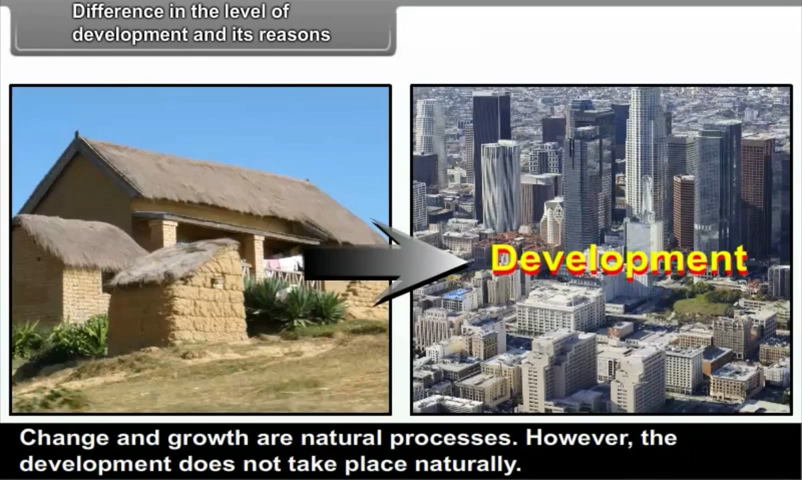 Difference in the level of
development and its reasons
Development
Change and growth are natural processes. However, the
development does not take place naturally.